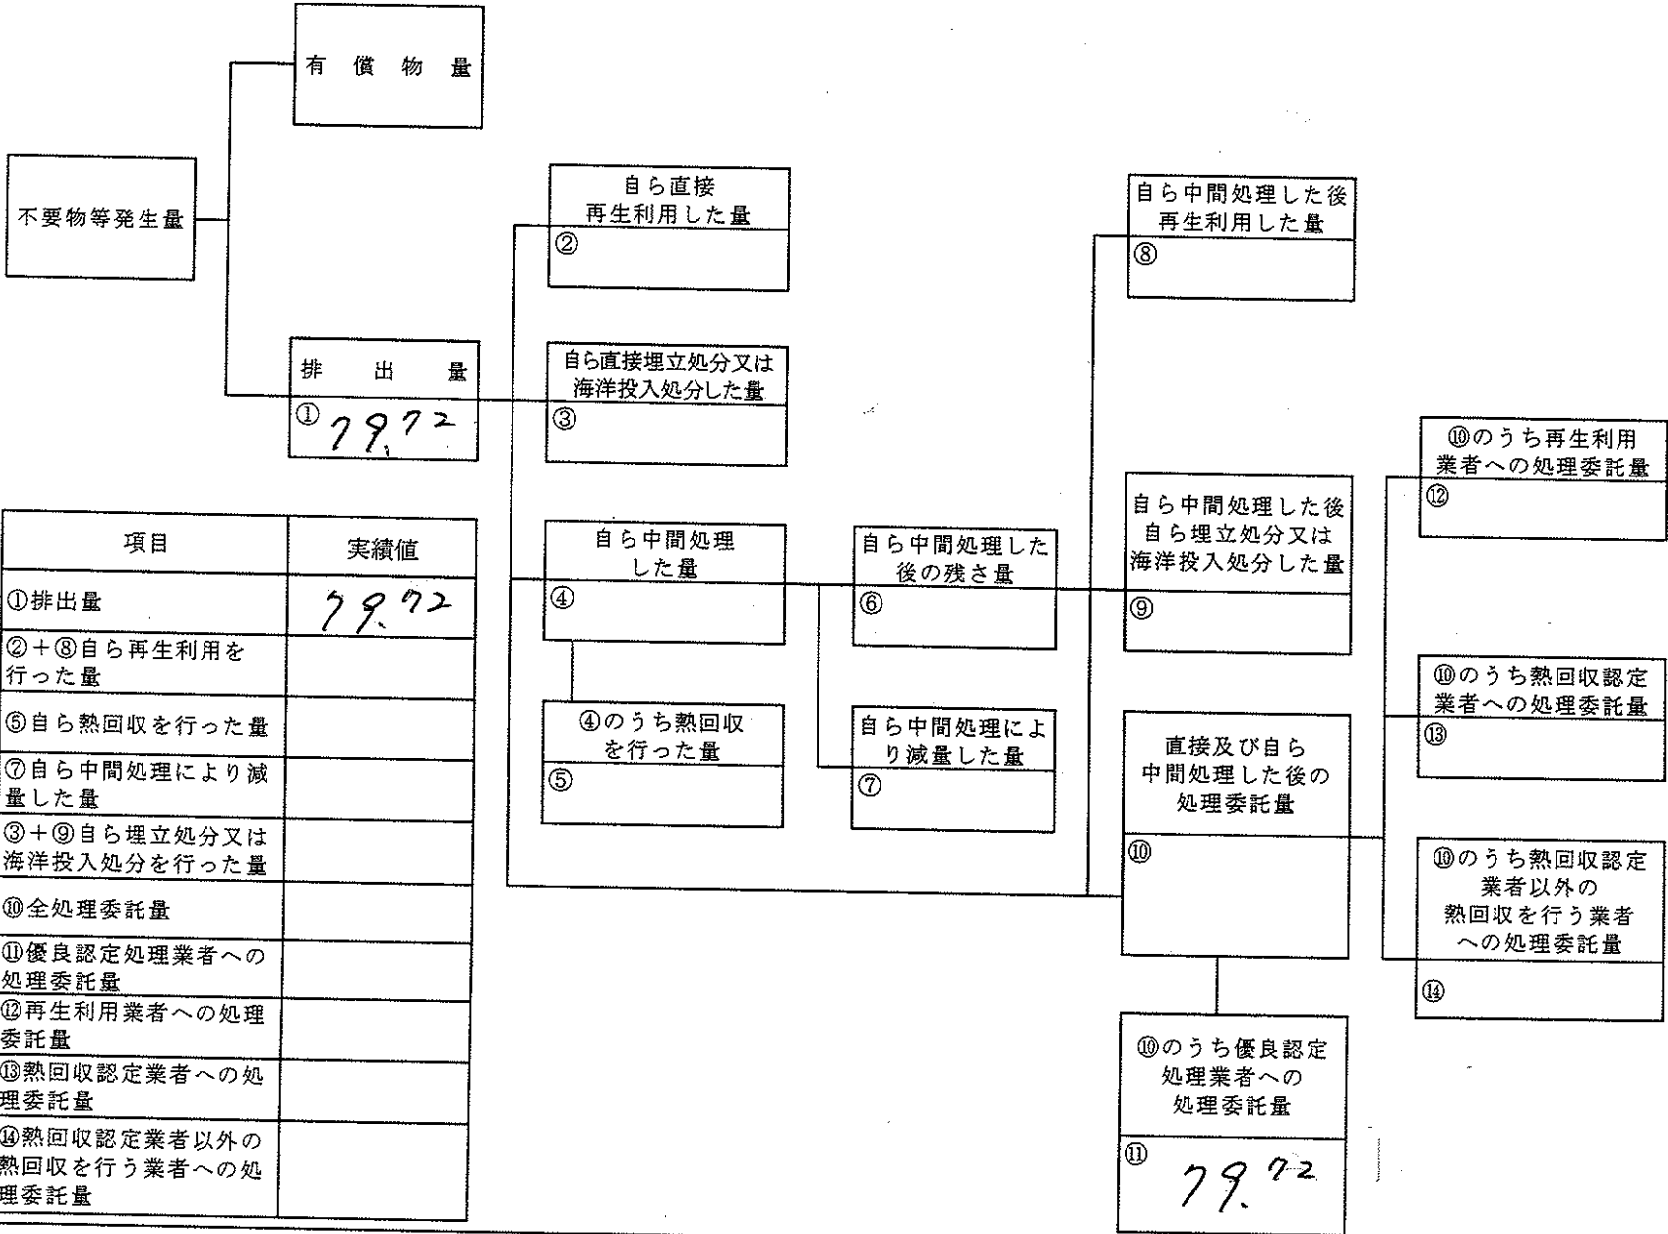 有償物量
不要物等発生量
自ら直接
再生利用した量
②
自ら中間処理した後
再生利用した量
⑧
排出量
① 79.72
自ら直接埋立処分又は
海洋投入処分した量
③
⑩のうち再生利用
業者への処理委託量
⑫
自ら中間処理
した量
④
自ら中間処理した
後の残さ量
⑥
自ら中間処理した後
自ら埋立処分又は
海洋投入処分した量
⑨
⑩のうち熱回収認定
業者への処理委託量
⑬
④のうち熱回収
を行った量
⑤
自ら中間処理によ
り減量した量
⑦
直接及び自ら
中間処理した後の
処理委託量
⑩
⑩のうち熱回収認定
業者以外の
熱回収を行う業者
への処理委託量
⑭
⑩のうち優良認定
処理業者への
処理委託量
⑪ 79.72
項目 実績値
①排出量 79.72
②+⑧自ら再生利用を
行った量
⑤自ら熱回収を行った量
⑦自ら中間処理により減
量した量
③+⑨自ら埋立処分又は
海洋投入処分を行った量
⑩全処理委託量
⑪優良認定処理業者への
処理委託量
⑫再生利用業者への処理
委託量
⑬熱回収認定業者への処
理委託量
⑭熱回収認定業者以外の
熱回収を行う業者への処
理委託量